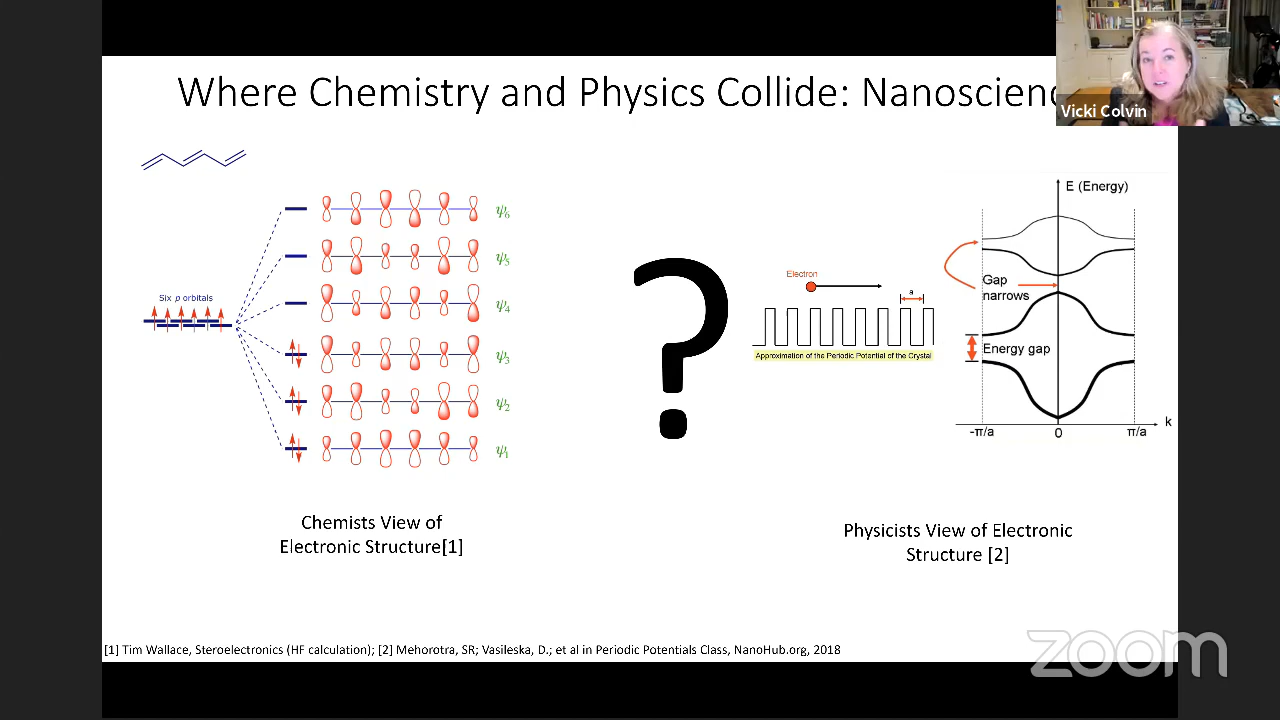 Where Chemistry and Physics Collide: Nanoscienc
Vicki Colvin
Six p orbitals
ψ6
ψ5
ψ4
ψ3
ψ2
ψ1
?
Electron
a
Approximation of the Periodic Potential of the Crystal
E (Energy)
Gap
narrows
Energy gap
k
-π/a
0
π/a
Chemists View of
Electronic Structure[1]
Physicists View of Electronic
Structure [2]
[1] Tim Wallace, Steroelectronics (HF calculation); [2] Mehorotra, SR; Vasileska, D.; et al in Periodic Potentials Class, NanoHub.org, 2018
zoom